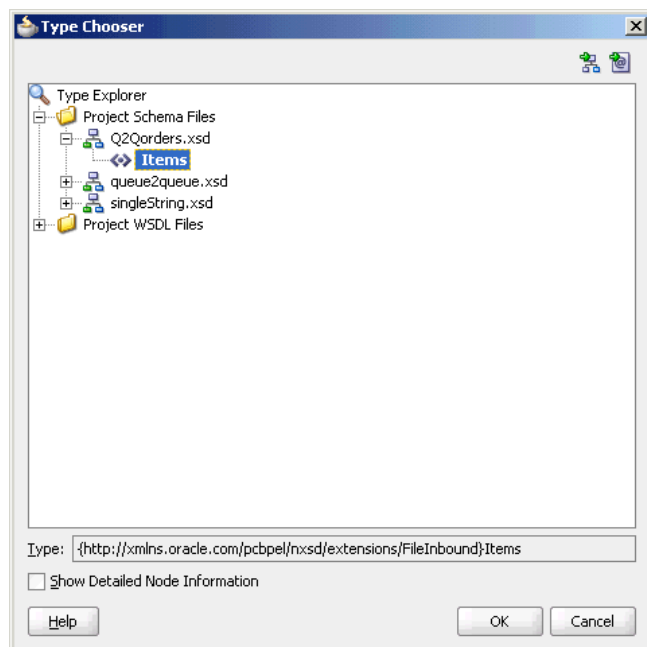 Type Chooser
Type Explorer
Project Schema Files
Q2Qorders.xsd
Items
queue2queue.xsd
singleString.xsd
Project WSDL Files
Type: {http://xmlns.oracle.com/pcbpel/nxsd/extensions/FileInbound}Items
Show Detailed Node Information
Help OK Cancel